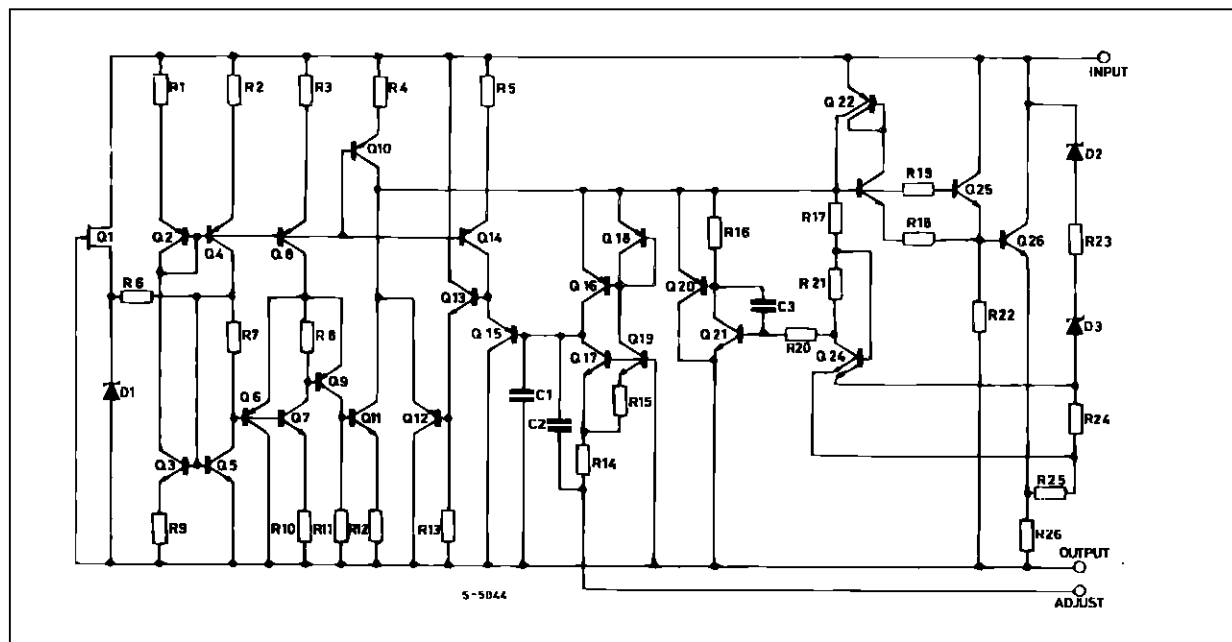 INPUT
R1
R2
R3
R4
R5
Q22
Q10
D2
R19
Q25
R17
R18
R16
Q1
Q2
Q4
Q8
Q14
Q18
Q26
R23
R6
Q13
Q16
Q20
R21
C3
R22
R7
R8
Q15
Q21
R20
D3
Q19
Q17
Q24
D1
Q6
Q9
Q7
Q11
Q12
C1
R15
C2
R24
Q3
Q5
R14
R25
R9
R10
R11
R12
R13
R26
OUTPUT
S-5844
ADJUST